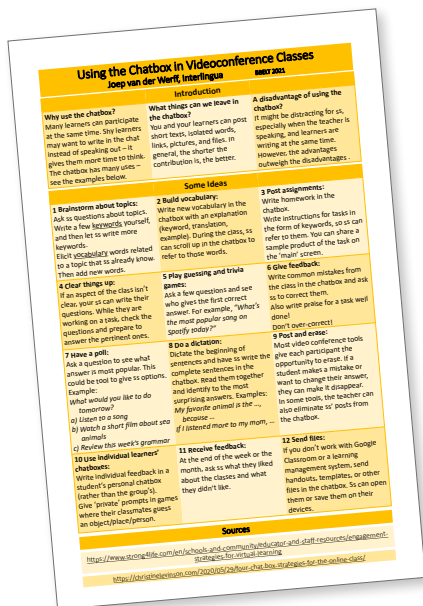 Using the Chatbox in Videoconference Classes
Joep van der Werff, Interlingua BBELT 2021
Introduction
Why use the chatbox?
Many learners can participate
at the same time. Shy learners
may want to write in the chat
instead of speaking out – it
gives them more time to think.
The chatbox has many uses –
see the examples below.
What things can we leave in
the chatbox?
You and your learners can post
short texts, isolated words,
links, pictures, and files. In
general, the shorter the
contribution is, the better.
A disadvantage of using the
chatbox?
It might be distracting for ss,
especially when the teacher is
speaking, and learners are
writing at the same time.
However, the advantages
outweigh the disadvantages .
Some Ideas
1 Brainstorm about topics:
Ask ss questions about topics.
Write a few keywords yourself,
and then let ss write more
keywords.
Elicit vocabulary words related
to a topic that ss already know.
Then add new words.
2 Build vocabulary:
Write new vocabulary in the
chatbox with an explanation
(keyword, translation,
example). During the class, ss
can scroll up in the chatbox to
refer to those words.
3 Post assignments:
Write homework in the
chatbox.
Write instructions for tasks in
the form of keywords, so ss can
refer to them. You can share a
sample product of the task on
the 'main' screen.
4 Clear things up:
If an aspect of the class isn't
clear, your ss can write their
questions. While they are
working on a task, check the
questions and prepare to
answer the pertinent ones.
5 Play guessing and trivia
games:
Ask a few questions and see
who gives the first correct
answer. For example, "What's
the most popular song on
Spotify today?"
6 Give feedback:
Write common mistakes from
the class in the chatbox and ask
ss to correct them.
Also write praise for a task well
done!
Don't over-correct!
7 Have a poll:
Ask a question to see what
answer is most popular. This
could be tool to give ss options.
Example:
What would you like to do
tomorrow?
a) Listen to a song
b) Watch a short film about sea
animals
c) Review this week's grammar
8 Do a dictation:
Dictate the beginning of
sentences and have ss write the
complete sentences in the
chatbox. Read them together
and identify to the most
surprising answers. Examples:
My favorite animal is the …,
because …
If I listened more to my mom, …
9 Post and erase:
Most video conference tools
give each participant the
opportunity to erase. If a
student makes a mistake or
want to change their answer,
they can make it disappear.
In some tools, the teacher can
also eliminate ss' posts from
the chatbox.
10 Use individual learners'
chatboxes:
Write individual feedback in a
student's personal chatbox
(rather than the group's).
Give 'private' prompts in games
where their classmates guess
an object/place/person.
11 Receive feedback:
At the end of the week or the
month, ask ss what they liked
about the classes and what
they didn't like.
12 Send files:
If you don't work with Google
Classroom or a learning
management system, send
handouts, templates, or other
files in the chatbox. Ss can open
them or save them on their
devices.
Sources
https://www.strong4life.com/en/schools-and-community/educator-and-staff-resources/engagement-
strategies-for-virtual-learning
https://christinelevinson.com/2020/05/29/four-chat-box-strategies-for-the-online-class/